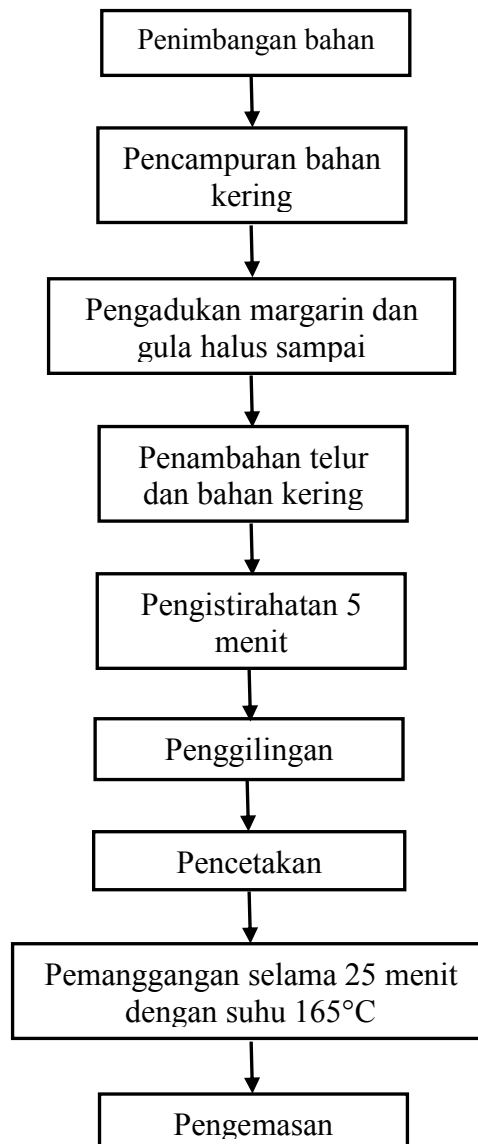 Penimbangan bahan
Pencampuran bahan
kering
Pengadukan margarin dan
gula halus sampai
Penambahan telur
dan bahan kering
Pengistirahatan 5
menit
Penggilingan
Pencetakan
Pemanggangan selama 25 menit
dengan suhu 165°C
Pengemasan